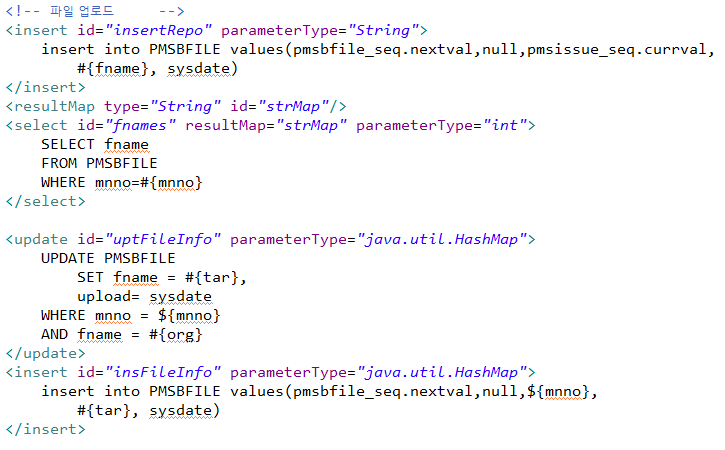 <!-- 파일 업로드     -->
<insert id="insertRepo" parameterType="String">
    insert into PMSBFILE values(pmsbfile_seq.nextval,null,pmsissue_seq.currval,
        #{fname}, sysdate)
</insert>
<resultMap type="String" id="strMap"/>
<select id="fnames" resultMap="strMap" parameterType="int">
    SELECT fname
    FROM PMSBFILE
    WHERE mnno=#{mnno}
</select>

<update id="uptFileInfo" parameterType="java.util.HashMap">
    UPDATE PMSBFILE
        SET fname = #{tar},
        upload= sysdate
    WHERE mnno = ${mnno}
    AND fname = #{org}
</update>
<insert id="insFileInfo" parameterType="java.util.HashMap">
    insert into PMSBFILE values(pmsbfile_seq.nextval,null,${mnno},
        #{tar}, sysdate)
</insert>